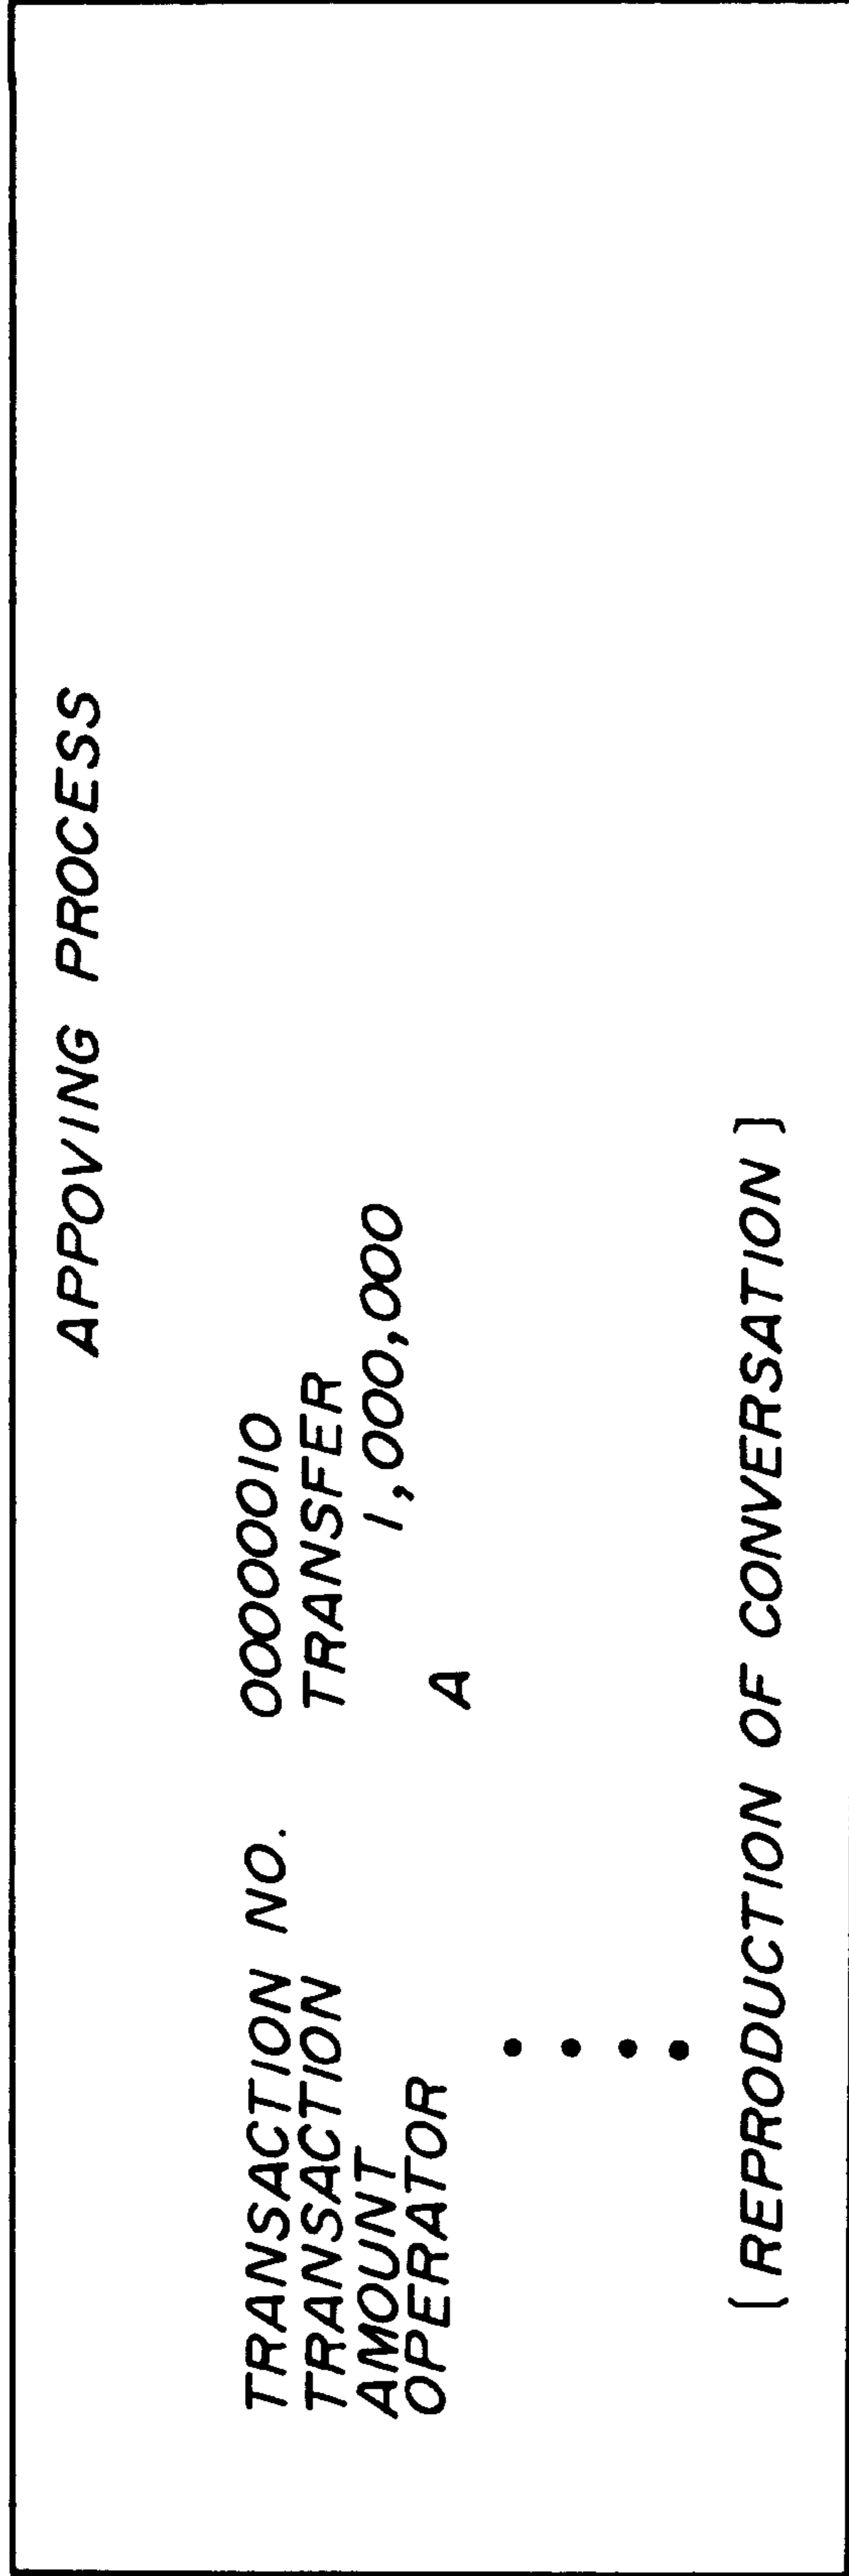 APPOVING PROCESS
TRANSACTION NO. 00000010
TRANSACTION TRANSFER
AMOUNT 1,000,000
OPERATOR A
[REPRODUCTION OF CONVERSATION]